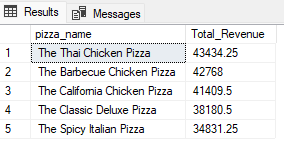 Results Messages
pizza_name Total_Revenue
1 The Thai Chicken Pizza 43434.25
2 The Barbecue Chicken Pizza 42768
3 The California Chicken Pizza 41409.5
4 The Classic Deluxe Pizza 38180.5
5 The Spicy Italian Pizza 34831.25